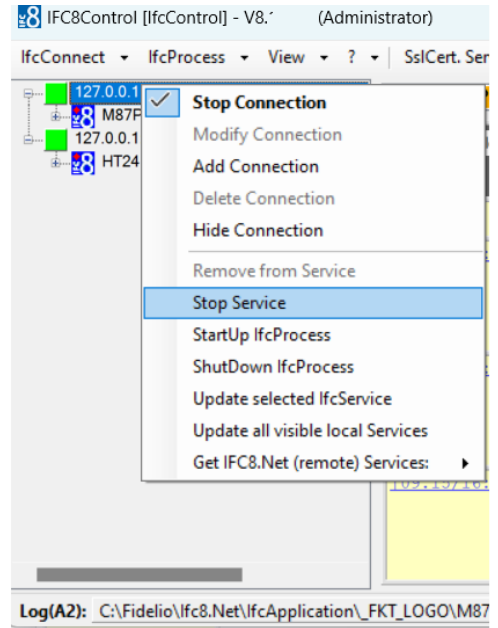 IFC8Control [IfcControl] - V8. (Administrator)
IfcConnect IfcProcess View ? SslCert. Ser
127.0.0.1
M87F
127.0.0.1
HT24
Stop Connection
Modify Connection
Add Connection
Delete Connection
Hide Connection
Remove from Service
Stop Service
StartUp IfcProcess
ShutDown IfcProcess
Update selected IfcService
Update all visible local Services
Get IFC8.Net (remote) Services:
Log(A2): C:\Fidelio\Ifc8.Net\IfcApplication\_FKT_LOGO\M87